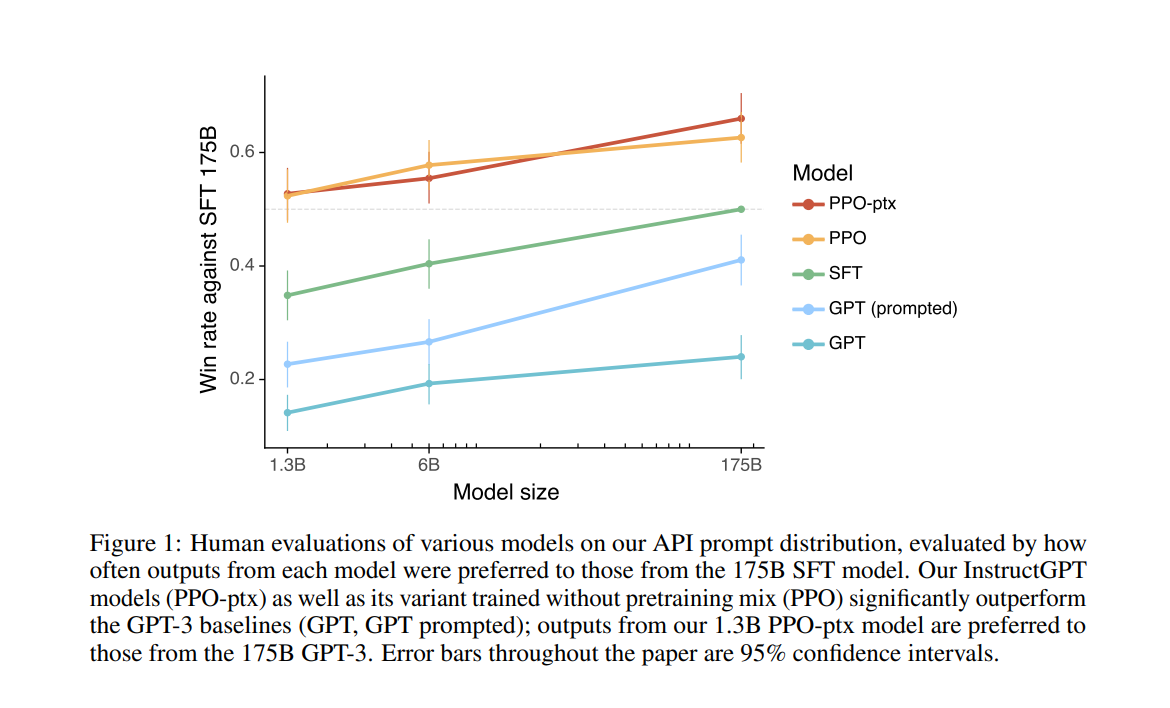 Win rate against SFT 175B
0.6
0.4
0.2
1.3B 6B 175B
Model size
Model
PPO-ptx
PPO
SFT
GPT (prompted)
GPT
Figure 1: Human evaluations of various models on our API prompt distribution, evaluated by how
often outputs from each model were preferred to those from the 175B SFT model. Our InstructGPT
models (PPO-ptx) as well as its variant trained without pretraining mix (PPO) significantly outperform
the GPT-3 baselines (GPT, GPT prompted); outputs from our 1.3B PPO-ptx model are preferred to
those from the 175B GPT-3. Error bars throughout the paper are 95% confidence intervals.